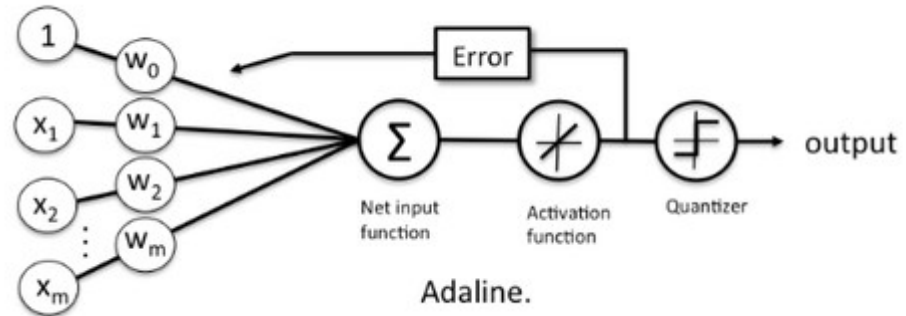 1
w0
Error
x1
w1
Σ
output
x2
w2
Net input
function
Activation
function
Quantizer
wm
xm
Adaline.